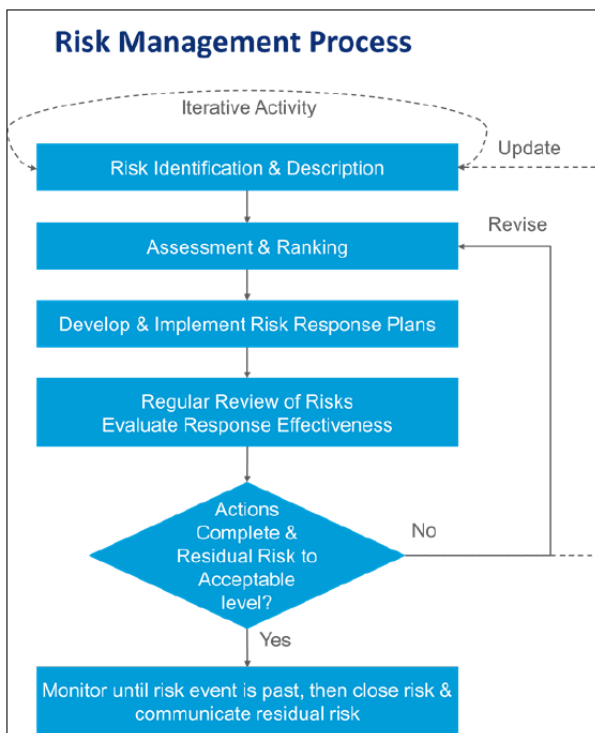 Risk Management Process
Iterative Activity
Update
Risk Identification & Description
Revise
Assessment & Ranking
Develop & Implement Risk Response Plans
Regular Review of Risks
Evaluate Response Effectiveness
Actions
Complete &
Residual Risk to
Acceptable
level?
No
Yes
Monitor until risk event is past, then close risk &
communicate residual risk